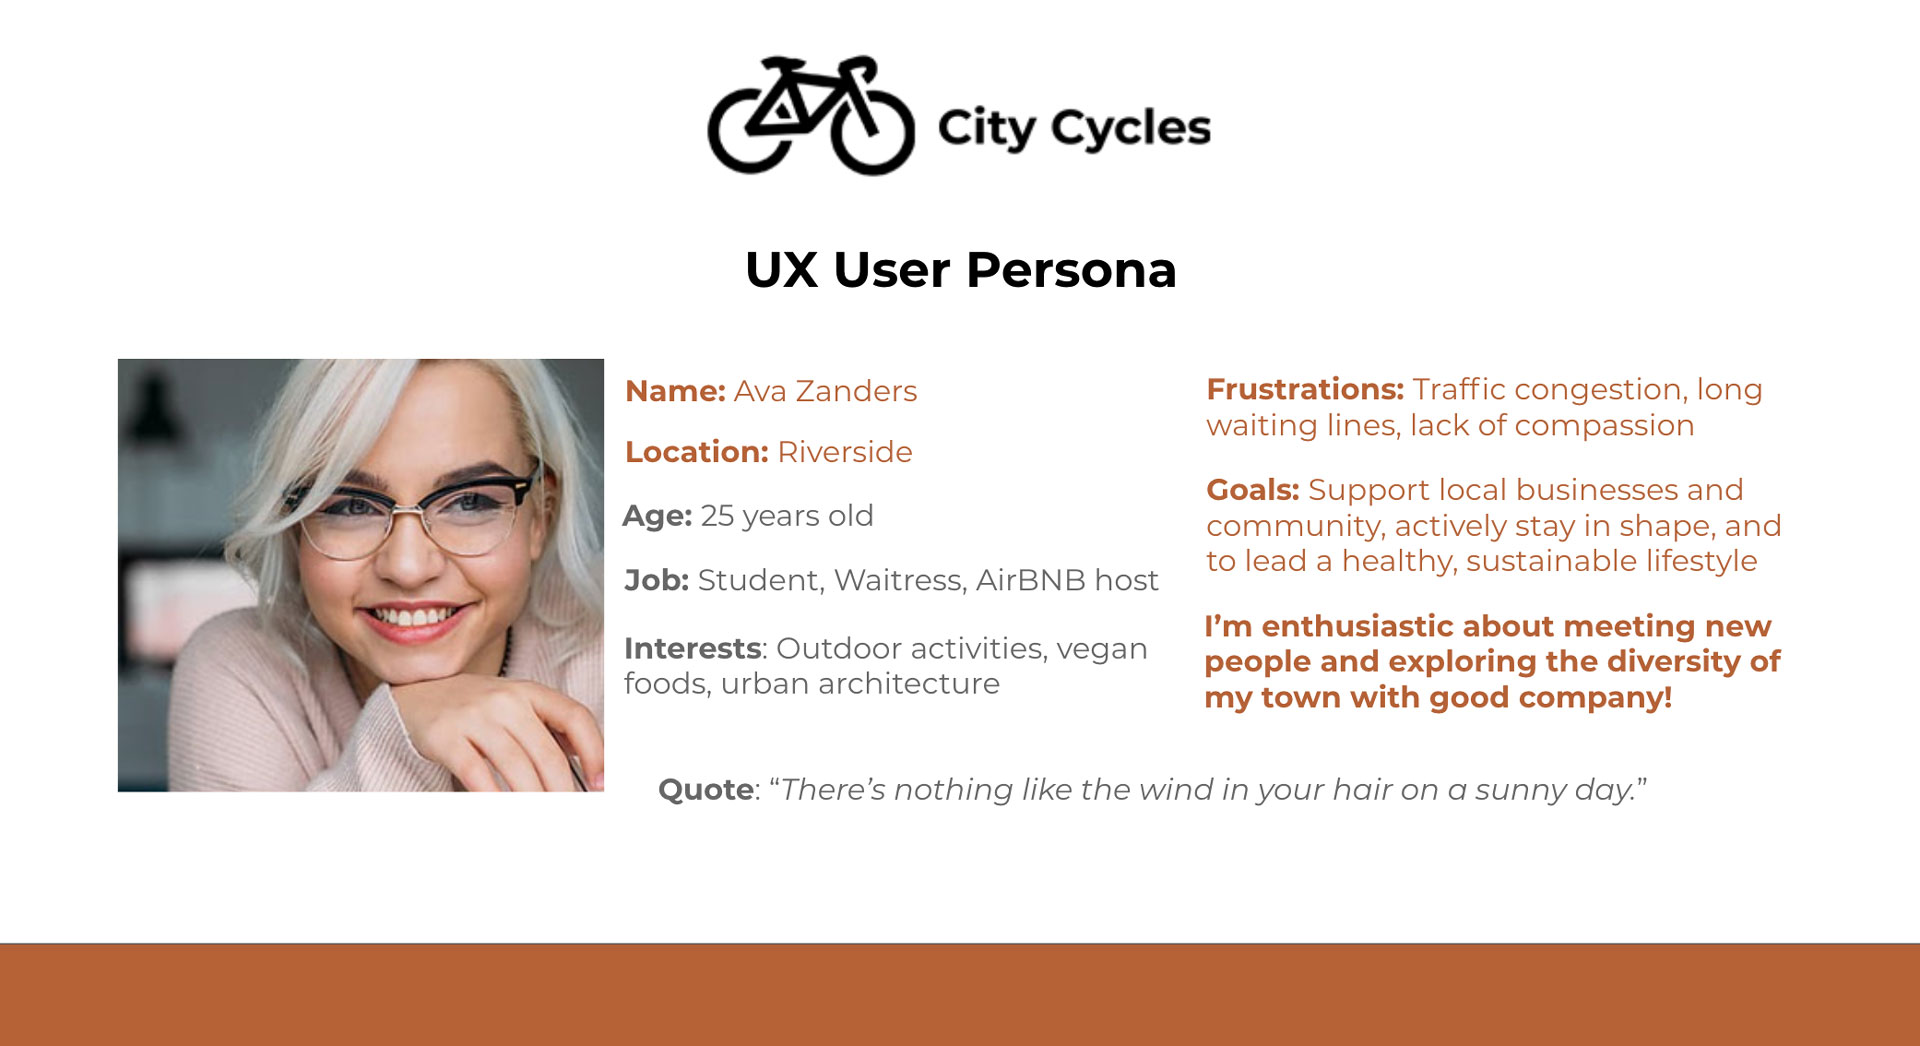 City Cycles
UX User Persona
Name: Ava Zanders
Location: Riverside
Age: 25 years old
Job: Student, Waitress, AirBNB host
Interests: Outdoor activities, vegan
foods, urban architecture
Frustrations: Traffic congestion, long
waiting lines, lack of compassion
Goals: Support local businesses and
community, actively stay in shape, and
to lead a healthy, sustainable lifestyle
I’m enthusiastic about meeting new
people and exploring the diversity of
my town with good company!
Quote: “There’s nothing like the wind in your hair on a sunny day.”